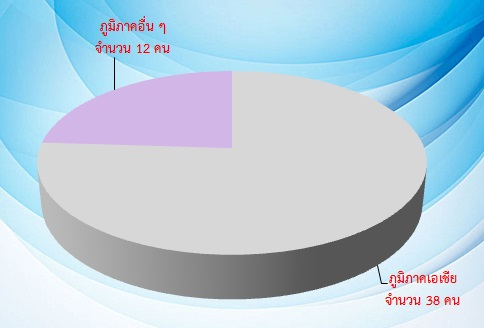 ภูมิภาคอื่น ๆ
จำนวน 12 คน
ภูมิภาคเอเชีย
จำนวน 38 คน